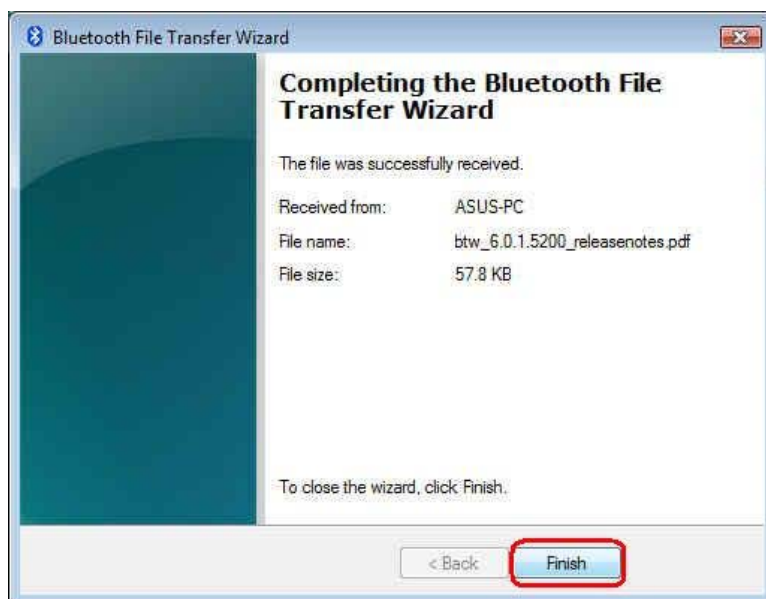 Bluetooth File Transfer Wizard
Completing the Bluetooth File
Transfer Wizard
The file was successfully received.
Received from: ASUS-PC
File name: btw_6.0.1.5200_releasenotes.pdf
File size: 57.8 KB
To close the wizard, click Finish.
< Back Finish